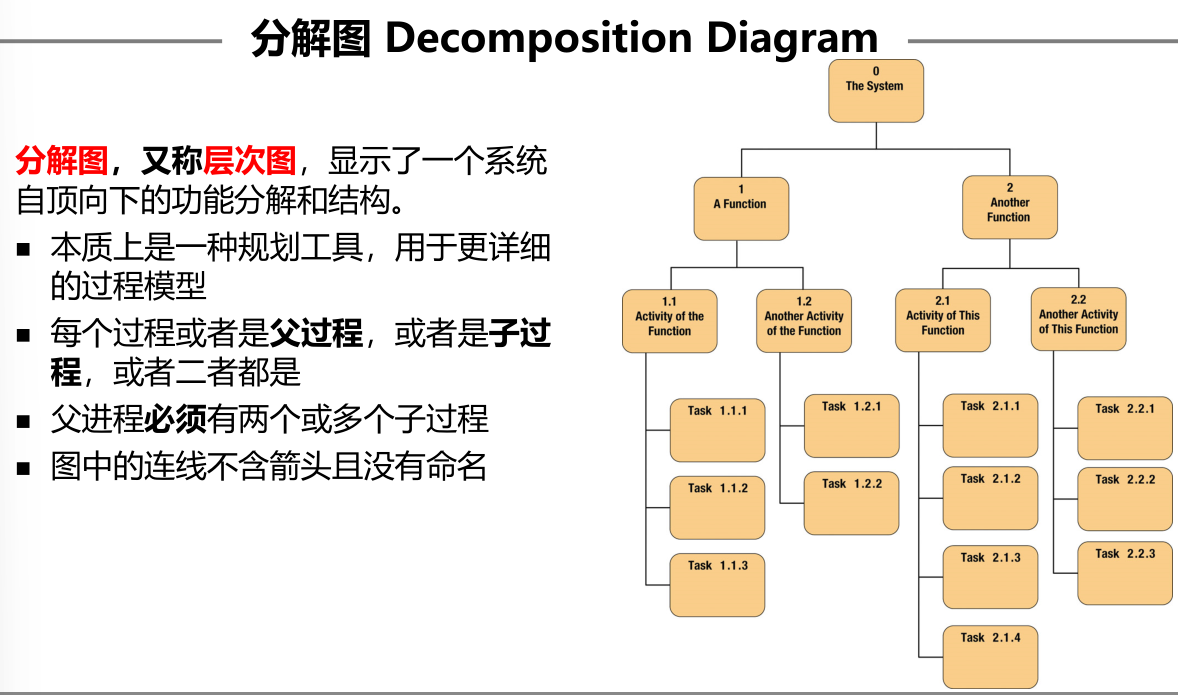 分解图 Decomposition Diagram
分解图，又称层次图，显示了一个系统
自顶向下的功能分解和结构。
■ 本质上是一种规划工具，用于更详细
的过程模型
■ 每个过程或者是父过程，或者是子过
程，或者二者都是
■ 父进程必须有两个或多个子过程
■ 图中的连线不含箭头且没有命名
0
The System
1
A Function
2
Another
Function
1.1
Activity of the
Function
1.2
Another Activity
of the Function
2.1
Activity of This
Function
2.2
Another Activity
of This Function
Task 1.1.1
Task 1.1.2
Task 1.1.3
Task 1.2.1
Task 1.2.2
Task 2.1.1
Task 2.1.2
Task 2.1.3
Task 2.1.4
Task 2.2.1
Task 2.2.2
Task 2.2.3